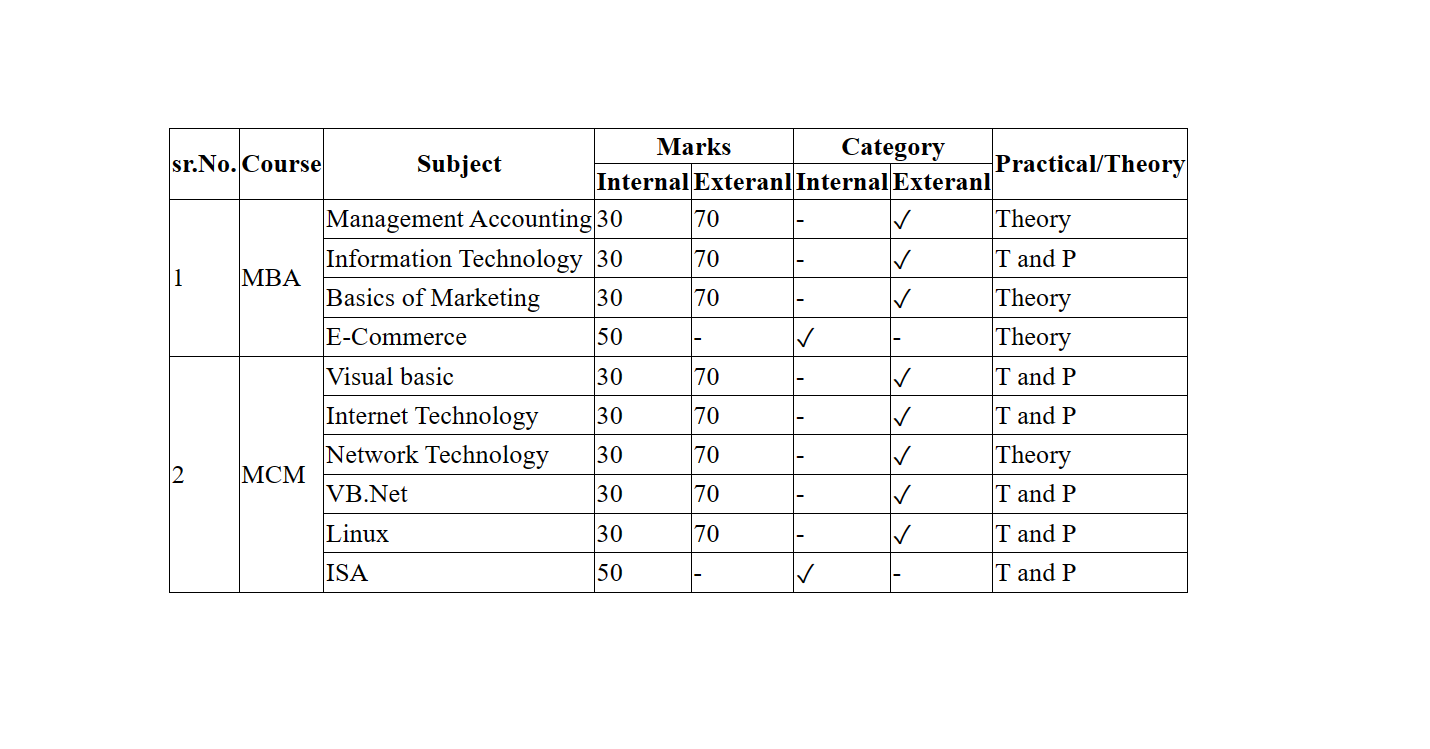 sr.No. Course Subject Marks Category Practical/Theory
Internal Exteranl Internal Exteranl
1 MBA Management Accounting 30 70 - ✓ Theory
Information Technology 30 70 - ✓ T and P
Basics of Marketing 30 70 - ✓ Theory
E-Commerce 50 - ✓ - Theory
2 MCM Visual basic 30 70 - ✓ T and P
Internet Technology 30 70 - ✓ T and P
Network Technology 30 70 - ✓ Theory
VB.Net 30 70 - ✓ T and P
Linux 30 70 - ✓ T and P
ISA 50 - ✓ - T and P